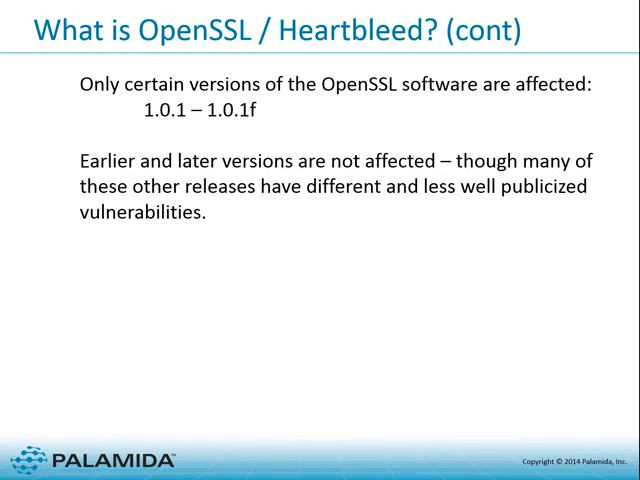 What is OpenSSL / Heartbleed? (cont)
Only certain versions of the OpenSSL software are affected:
1.0.1 – 1.0.1f
Earlier and later versions are not affected – though many of
these other releases have different and less well publicized
vulnerabilities.
PALAMIDA™
Copyright © 2014 Palamida, Inc.